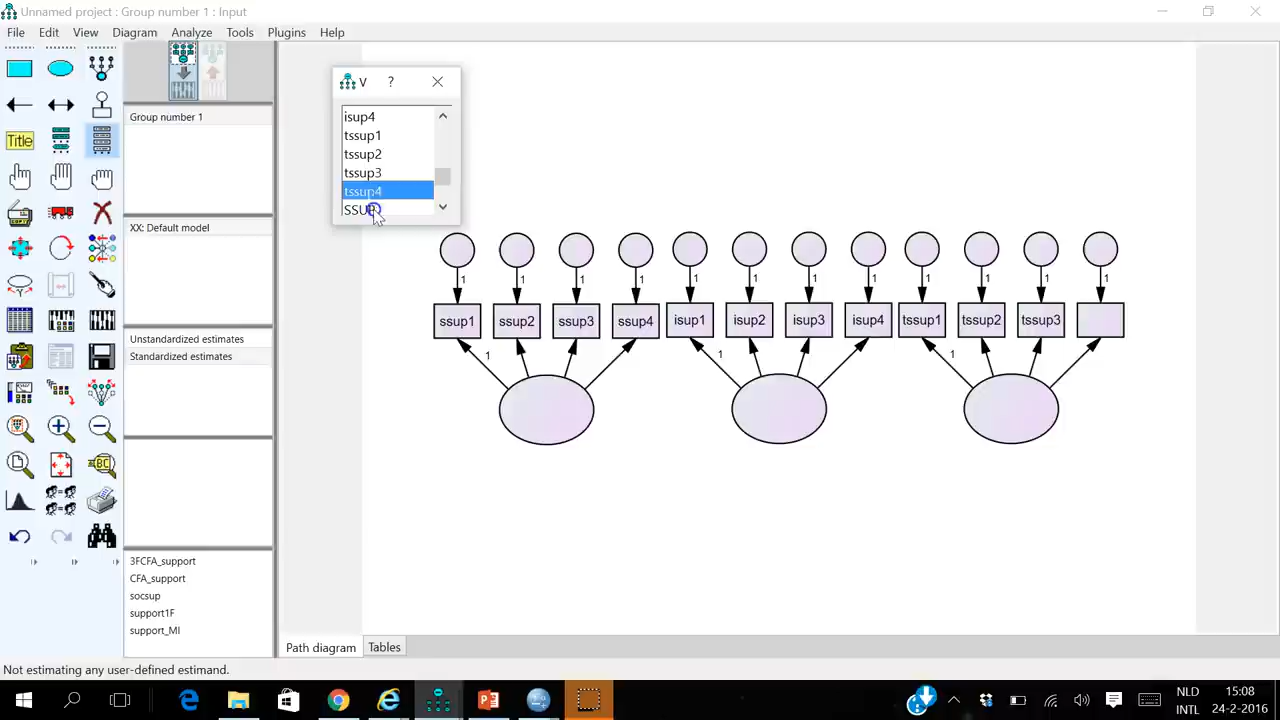 Unnamed project : Group number 1 : Input
File Edit View Diagram Analyze Tools Plugins Help
V ?
isup4
tssup1
tssup2
tssup3
tssup4
SSUP
Group number 1
XX: Default model
Unstandardized estimates
Standardized estimates
3FCFA_support
CFA_support
socsup
support1F
support_MI
Title
COPY
ABC
1 1 1 1 1 1 1 1 1 1 1 1
ssup1 ssup2 ssup3 ssup4 isup1 isup2 isup3 isup4 tssup1 tssup2 tssup3
1 1 1
Path diagram Tables
Not estimating any user-defined estimand.
NLD 15:08
INTL 24-2-2016